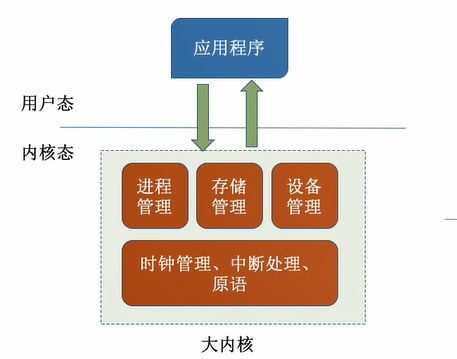 应用程序
用户态
内核态
进程
管理
存储
管理
设备
管理
时钟管理、中断处理、
原语
大内核